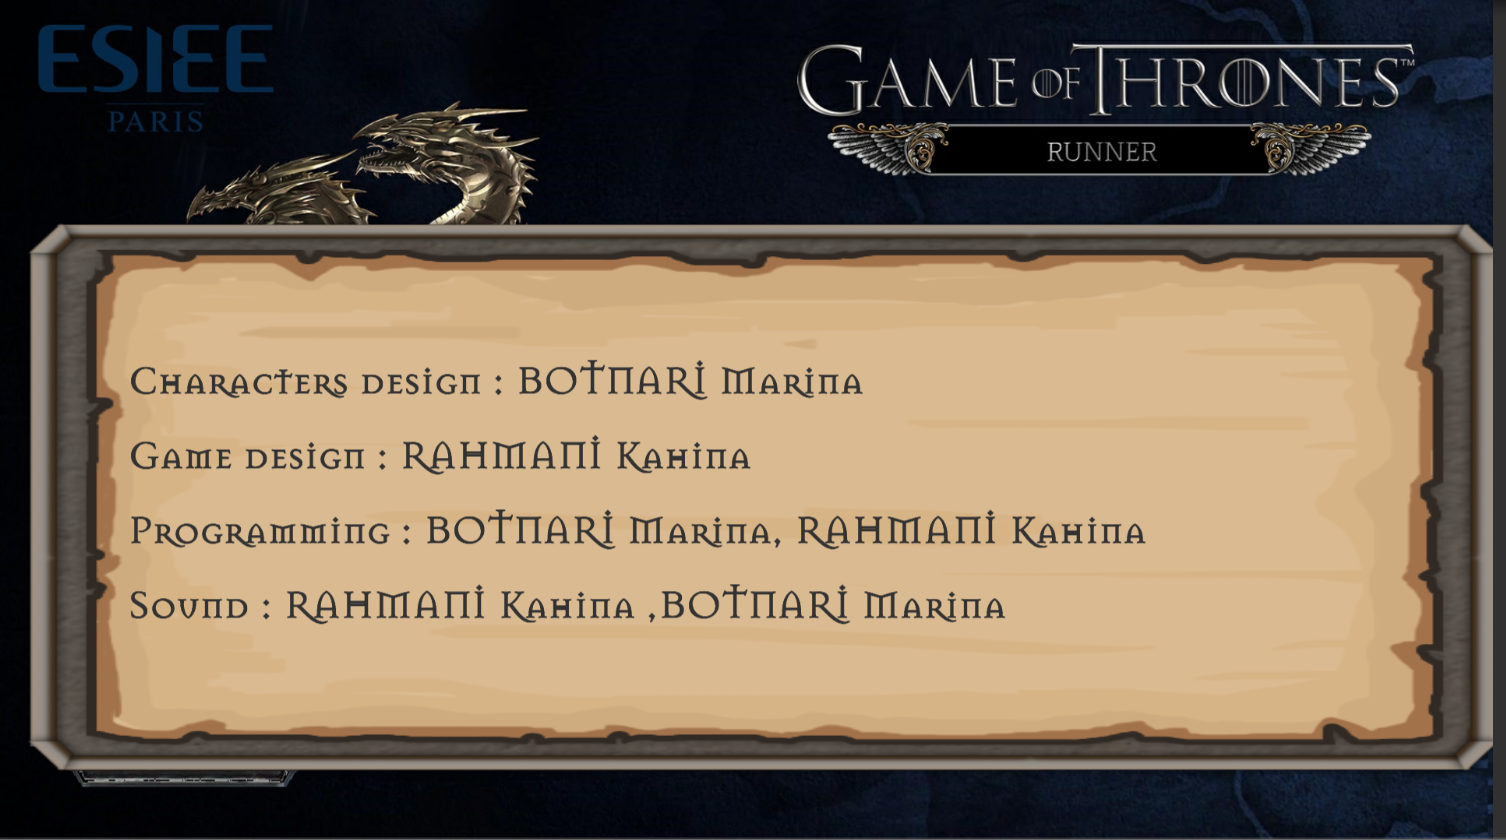 ESIEE
PARIS
GAME OF THRONES™
RUNNER
Characters design : BOTNARI Marina
Game design : RAHMANI Kahina
Programming : BOTNARI Marina, RAHMANI Kahina
Sound : RAHMANI Kahina ,BOTNARI Marina